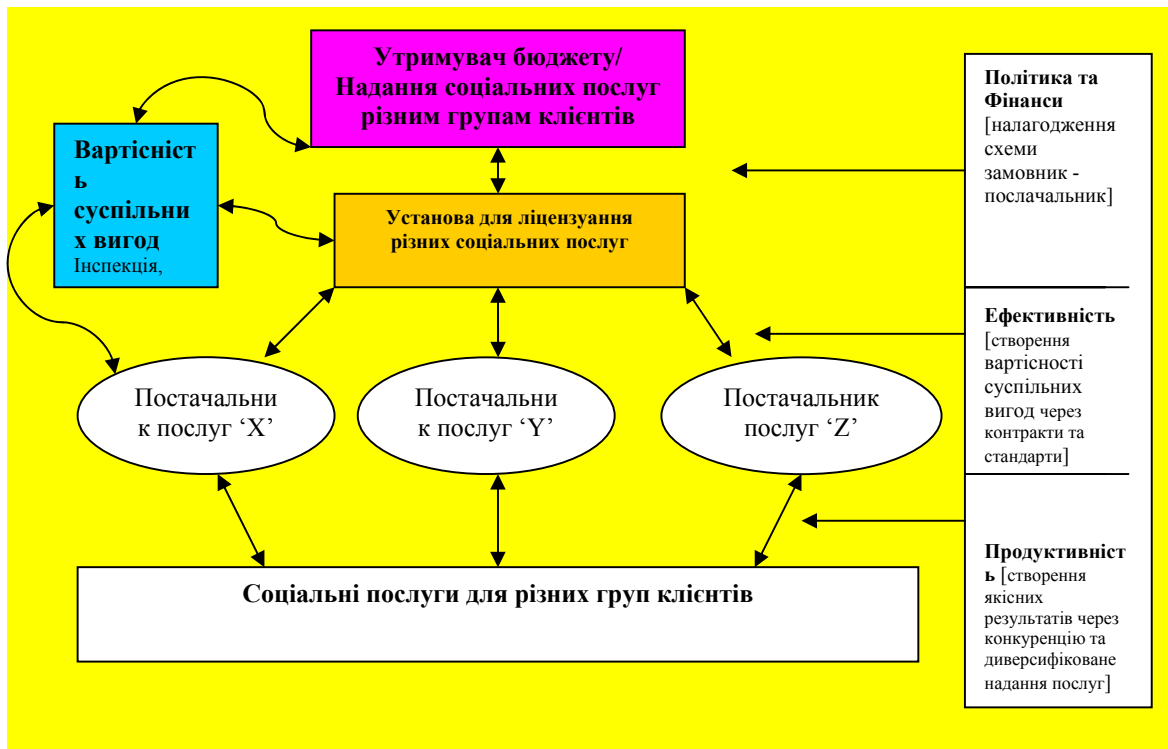 Утримувач бюджету/
Надання соціальних послуг
різним групам клієнтів
Вартісніст
ь
суспільни
х вигод
Інспекція,
Установа для ліцензуання
різних соціальних послуг
Постачальни
к послуг ‘X’
Постачальни
к послуг ‘Y’
Постачальник
послуг ‘Z’
Соціальні послуги для різних груп клієнтів
Політика та
Фінанси
[налагодження
схеми
замовник -
послачальник]
Ефективність
[створення
вартісності
суспільних
вигод через
контракти та
стандарти]
Продуктивніст
ь [створення
якісних
результатів через
конкуренцію та
диверсифіковане
надання послуг]